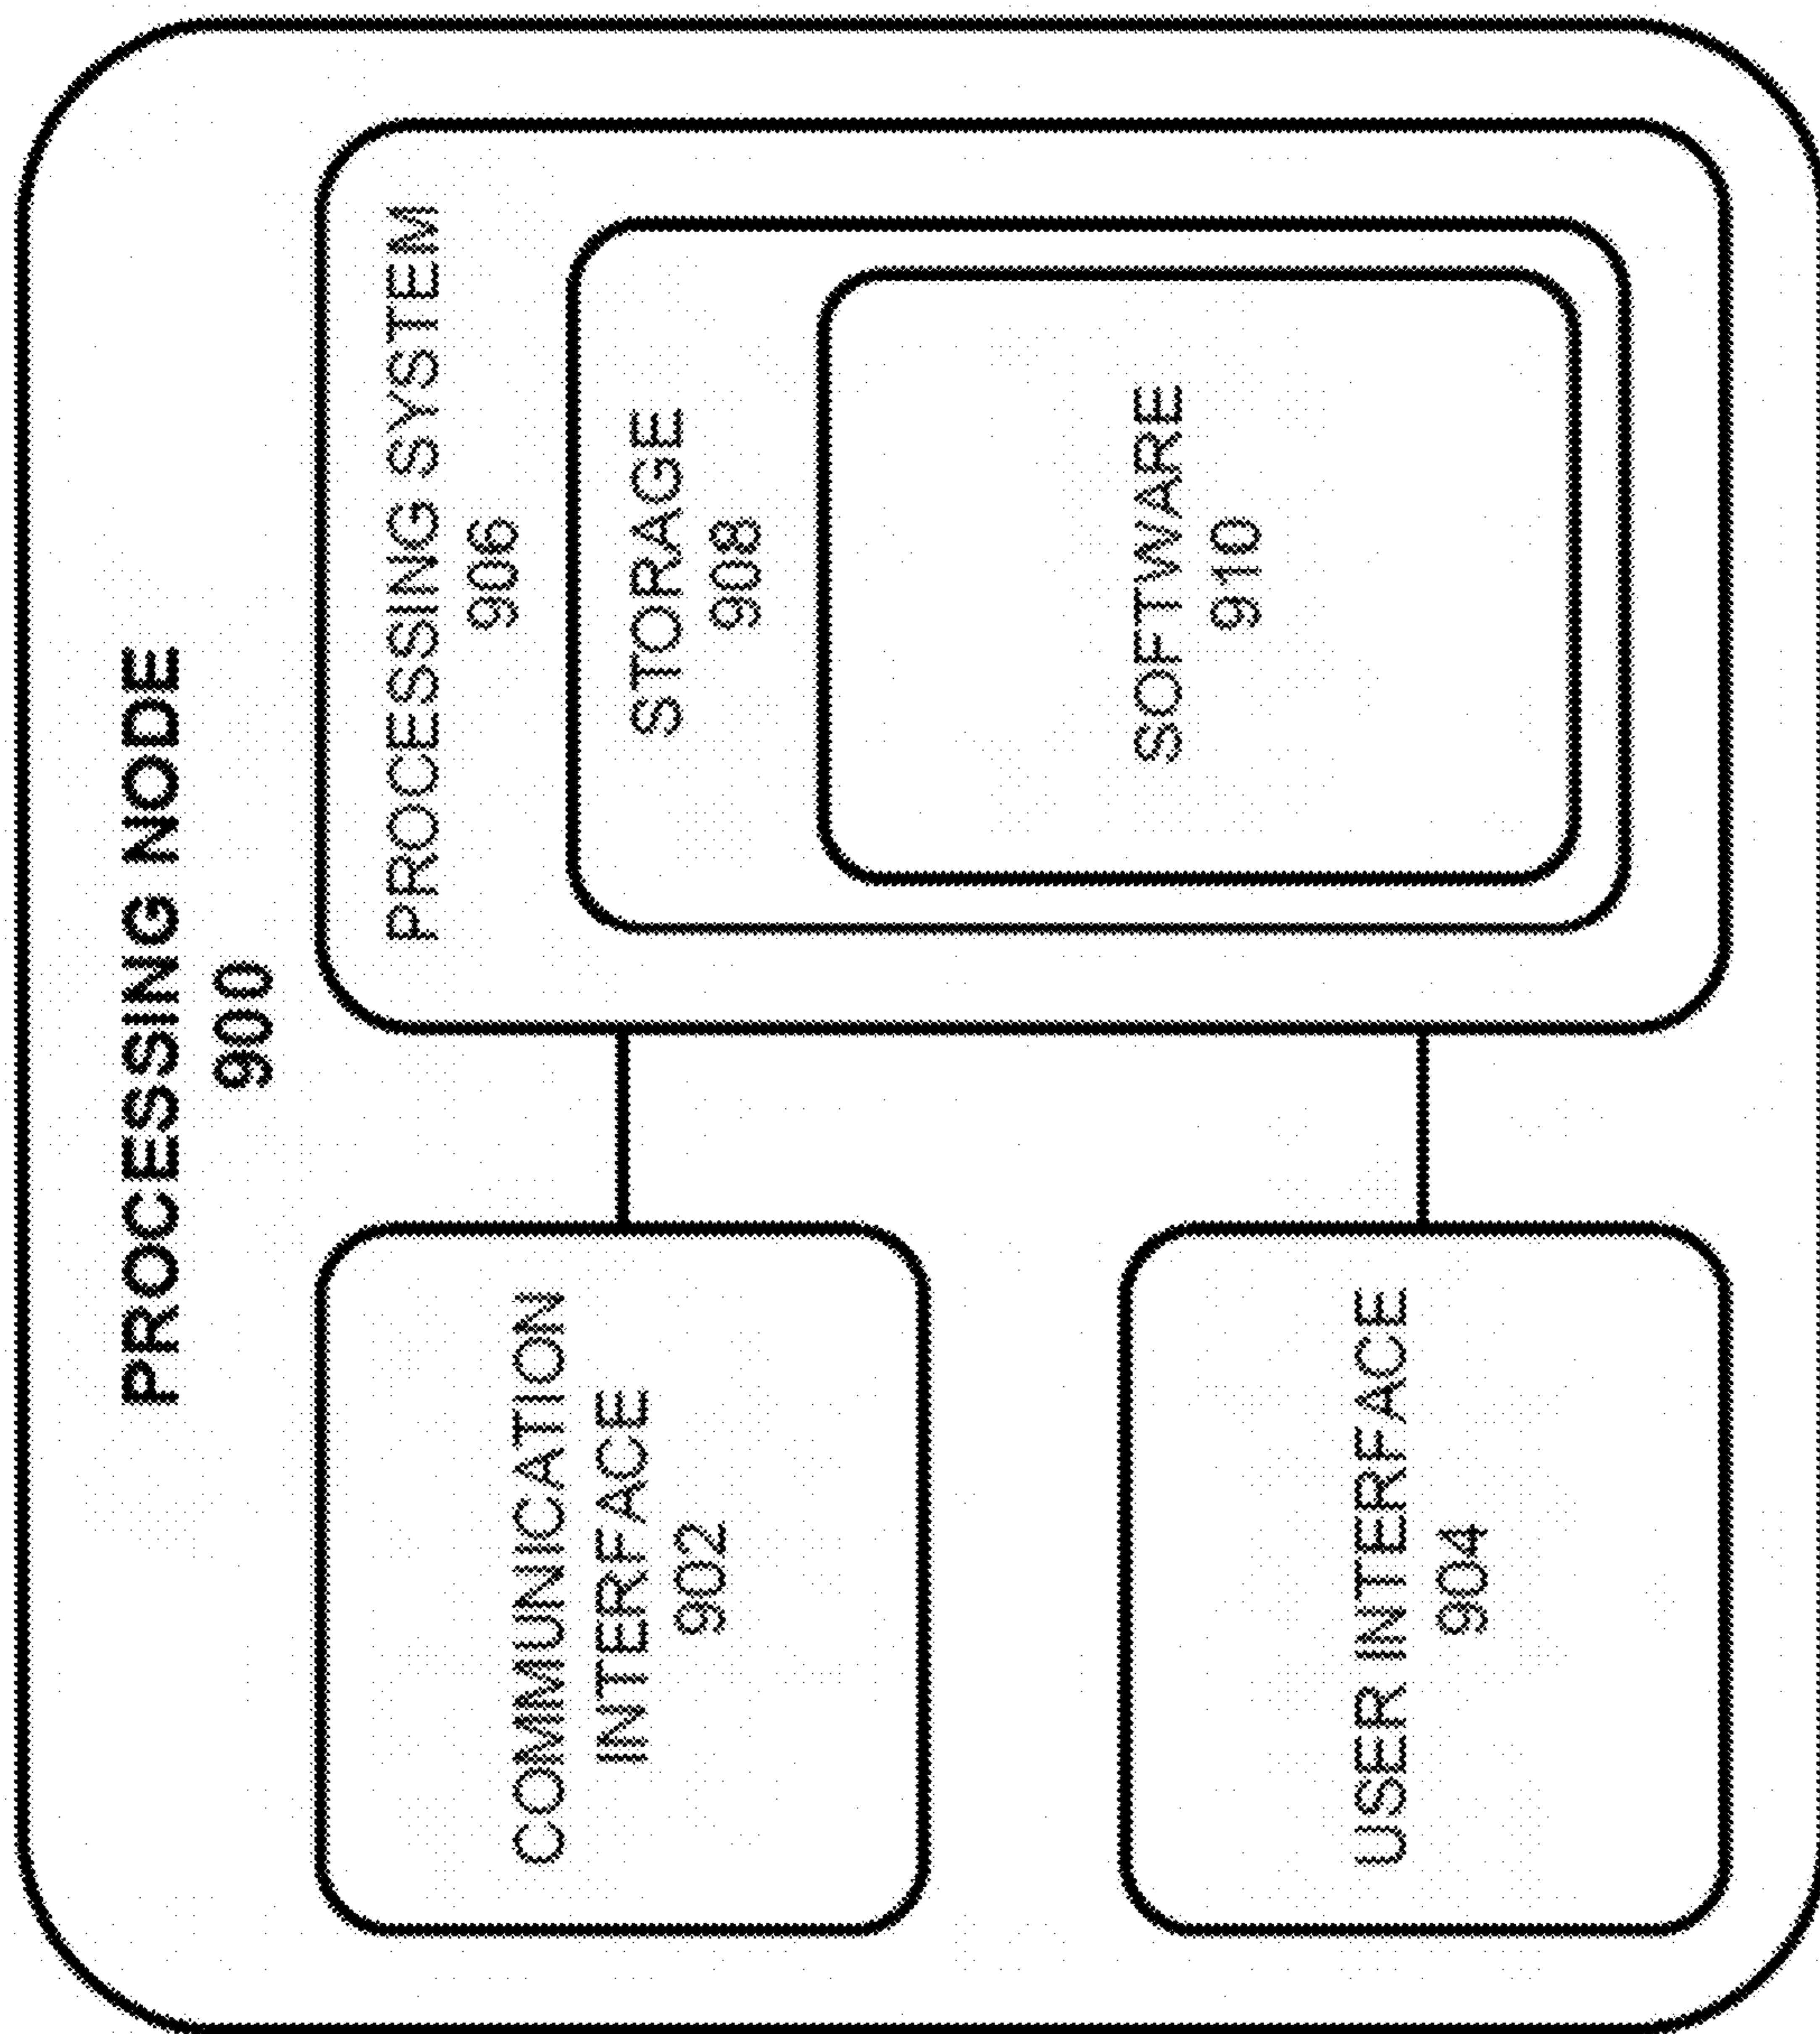 PROCESSING NODE
900
COMMUNICATION
INTERFACE
902
USER INTERFACE
904
PROCESSING SYSTEM
906
STORAGE
908
SOFTWARE
910